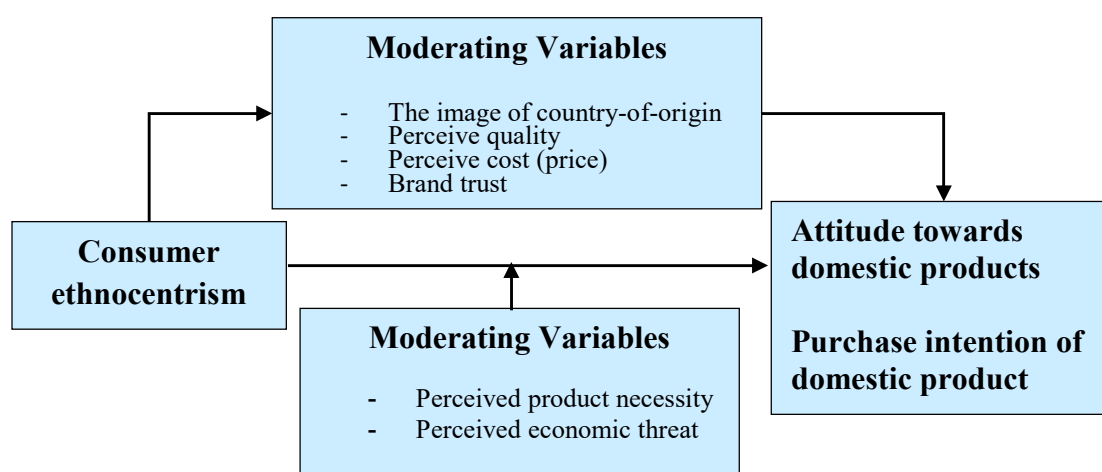 Moderating Variables
- The image of country-of-origin
- Perceive quality
- Perceive cost (price)
- Brand trust
Consumer
ethnocentrism
Attitude towards
domestic products
Purchase intention of
domestic product
Moderating Variables
- Perceived product necessity
- Perceived economic threat